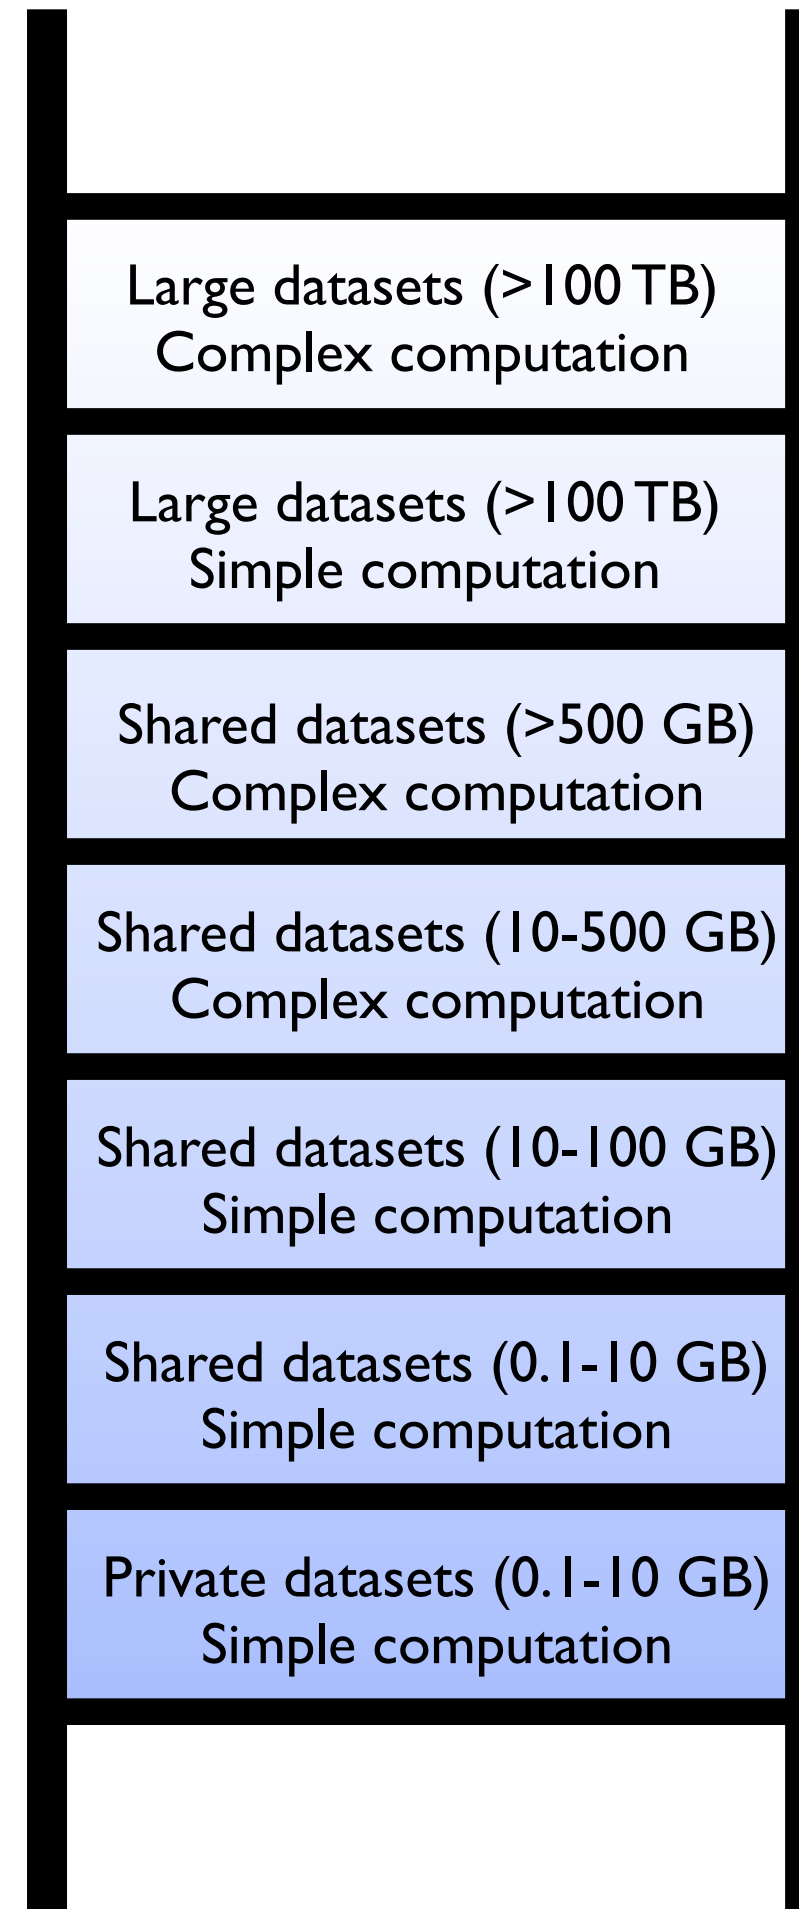 Large datasets (>100 TB)
Complex computation
Large datasets (>100 TB)
Simple computation
Shared datasets (>500 GB)
Complex computation
Shared datasets (10-500 GB)
Complex computation
Shared datasets (10-100 GB)
Simple computation
Shared datasets (0.1-10 GB)
Simple computation
Private datasets (0.1-10 GB)
Simple computation